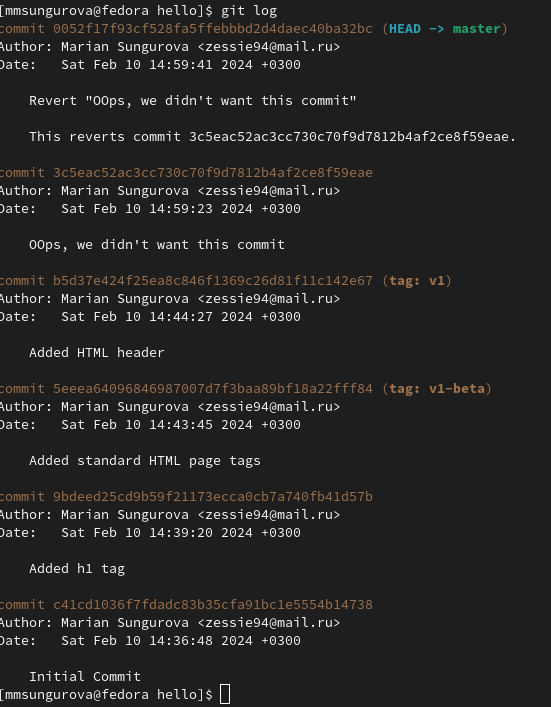 [mmsungurova@fedora hello]$ git log
commit 0052f17f93cf528fa5ffebbbd2d4daec40ba32bc (HEAD -> master)
Author: Marian Sungurova <zessie94@mail.ru>
Date:   Sat Feb 10 14:59:41 2024 +0300

    Revert "OOps, we didn't want this commit"

    This reverts commit 3c5eac52ac3cc730c70f9d7812b4af2ce8f59eae.

commit 3c5eac52ac3cc730c70f9d7812b4af2ce8f59eae
Author: Marian Sungurova <zessie94@mail.ru>
Date:   Sat Feb 10 14:59:23 2024 +0300

    OOps, we didn't want this commit

commit b5d37e424f25ea8c846f1369c26d81f11c142e67 (tag: v1)
Author: Marian Sungurova <zessie94@mail.ru>
Date:   Sat Feb 10 14:44:27 2024 +0300

    Added HTML header

commit 5eeea64096846987007d7f3baa89bf18a22fff84 (tag: v1-beta)
Author: Marian Sungurova <zessie94@mail.ru>
Date:   Sat Feb 10 14:43:45 2024 +0300

    Added standard HTML page tags

commit 9bdeed25cd9b59f21173ecca0cb7a740fb41d57b
Author: Marian Sungurova <zessie94@mail.ru>
Date:   Sat Feb 10 14:39:20 2024 +0300

    Added h1 tag

commit c41cd1036f7fdadc83b35cfa91bc1e5554b14738
Author: Marian Sungurova <zessie94@mail.ru>
Date:   Sat Feb 10 14:36:48 2024 +0300

    Initial Commit
[mmsungurova@fedora hello]$